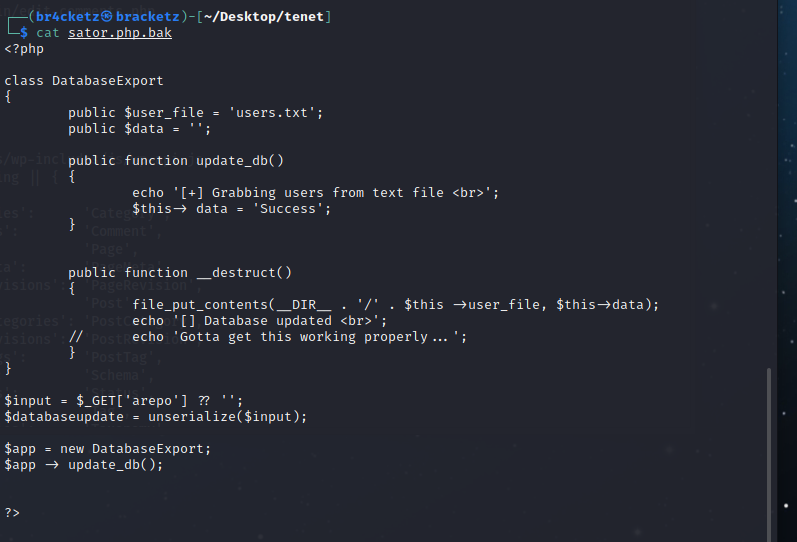 (br4cketz㉿bracketz)-[~/Desktop/tenet]
$ cat sator.php.bak
<?php
class DatabaseExport
{
public $user_file = 'users.txt';
public $data = '';
public function update_db()
{
echo '[+] Grabbing users from text file <br>';
$this-> data = 'Success';
}
public function __destruct()
{
file_put_contents(__DIR__ . '/' . $this ->user_file, $this->data);
echo '[] Database updated <br>';
// echo 'Gotta get this working properly...';
}
}
$input = $_GET['arepo'] ?? '';
$databaseupdate = unserialize($input);
$app = new DatabaseExport;
$app -> update_db();
?>